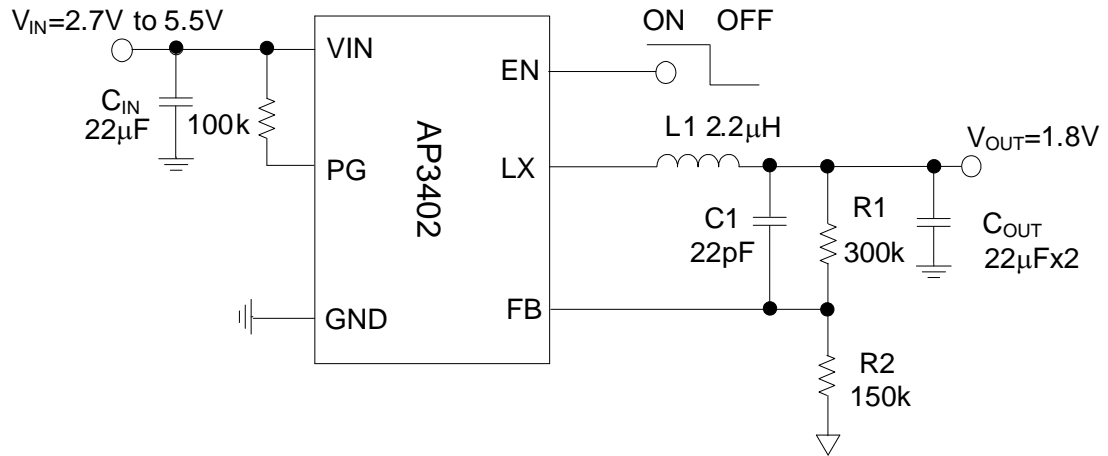 V_IN=2.7V to 5.5V
ON OFF
VIN
EN
C_IN
22μF
100k
L1 2.2μH
V_OUT=1.8V
AP3402
PG
LX
C1
22pF
R1
300k
C_OUT
22μFx2
GND
FB
R2
150k